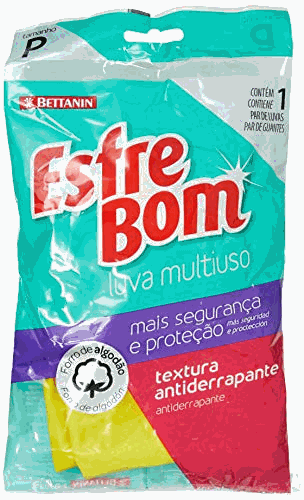 tamanho
P
BETTANIN
CONTÉM
CONTIENE
1
PAR DE LUVAS
PAR DE GUANTES
Esfre
Bom
luva multiuso
mais segurança
e proteção
más seguridad
e protección
Forro de algodão
Forro de algodón
textura
antiderrapante
antiderrapante